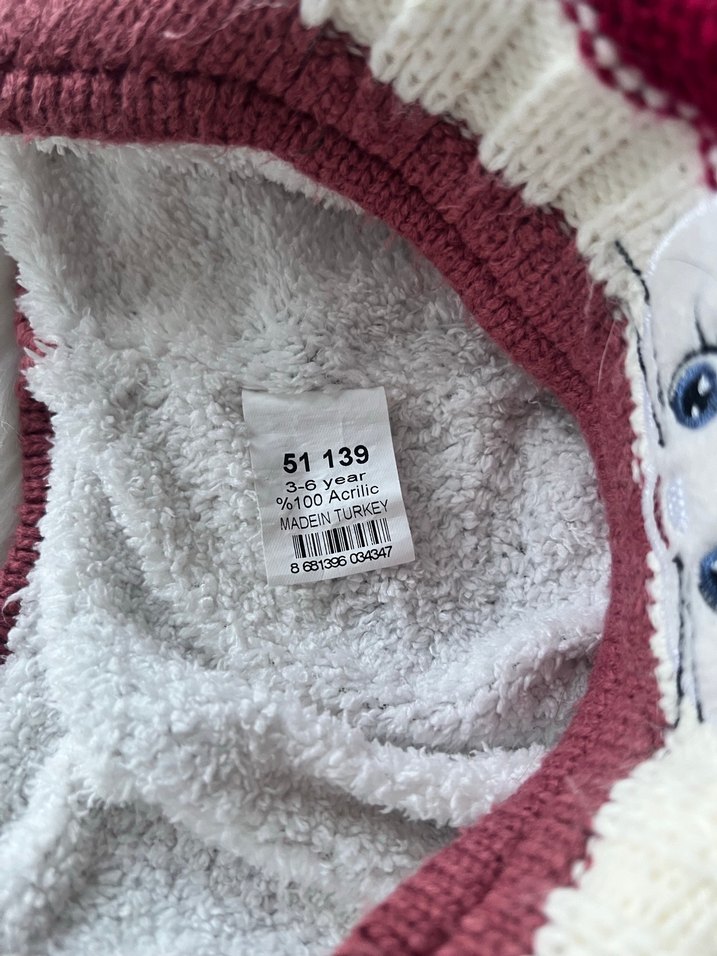 51 139
3-6 year
%100 Acrilic
MADEIN TURKEY
8 681396 034347